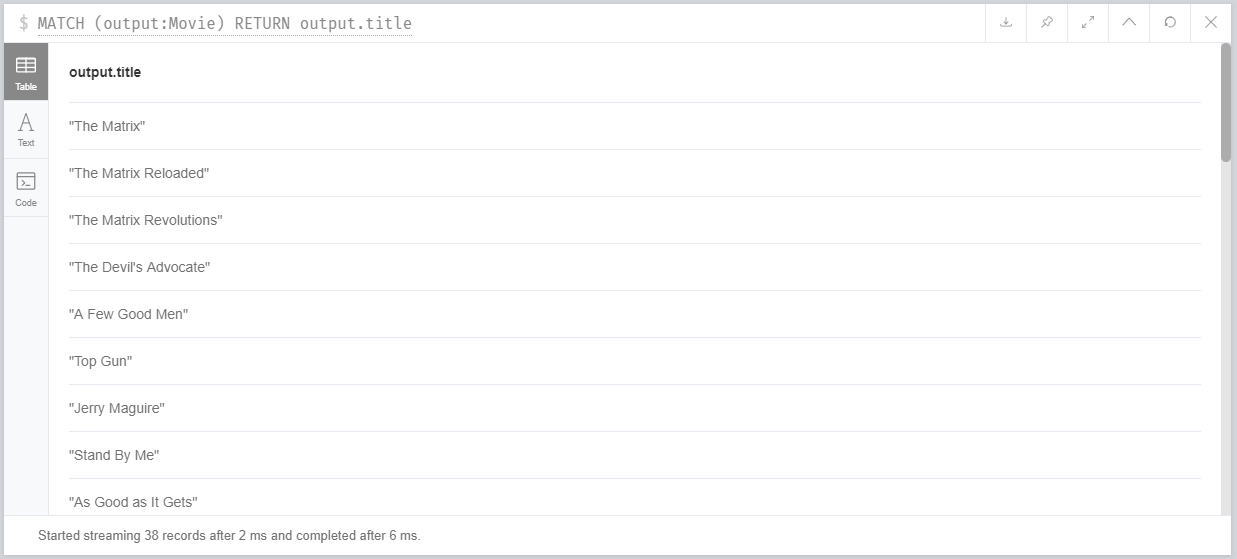 $ MATCH (output:Movie) RETURN output.title
Table
Text
Code
output.title
"The Matrix"
"The Matrix Reloaded"
"The Matrix Revolutions"
"The Devil's Advocate"
"A Few Good Men"
"Top Gun"
"Jerry Maguire"
"Stand By Me"
"As Good as It Gets"
Started streaming 38 records after 2 ms and completed after 6 ms.